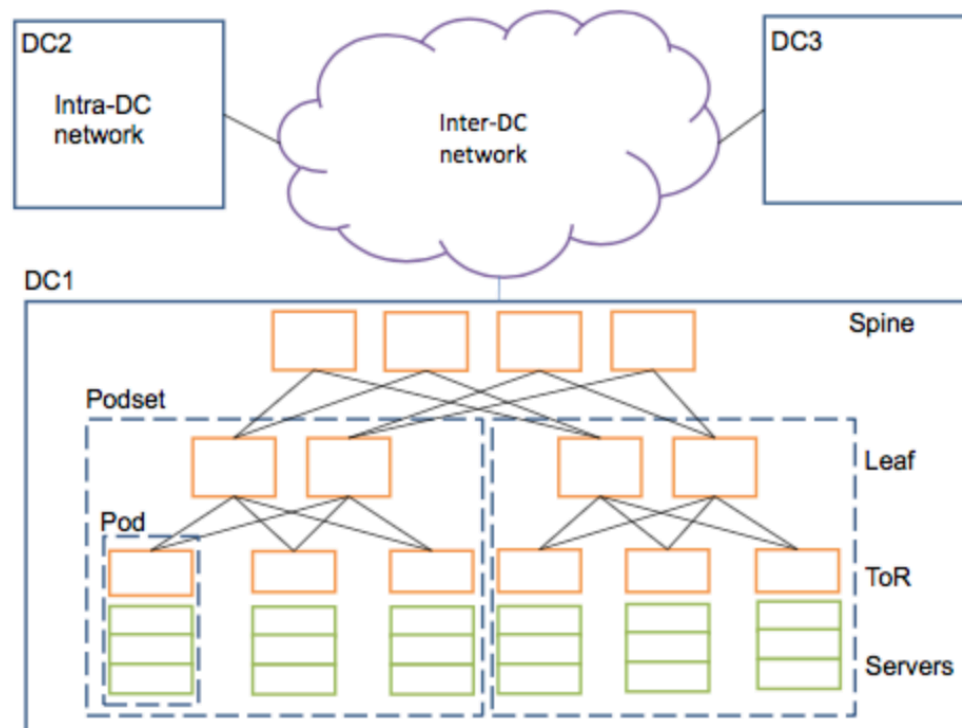 DC2
Intra-DC
network
Inter-DC
network
DC3
DC1
Spine
Podset
Leaf
Pod
ToR
Servers